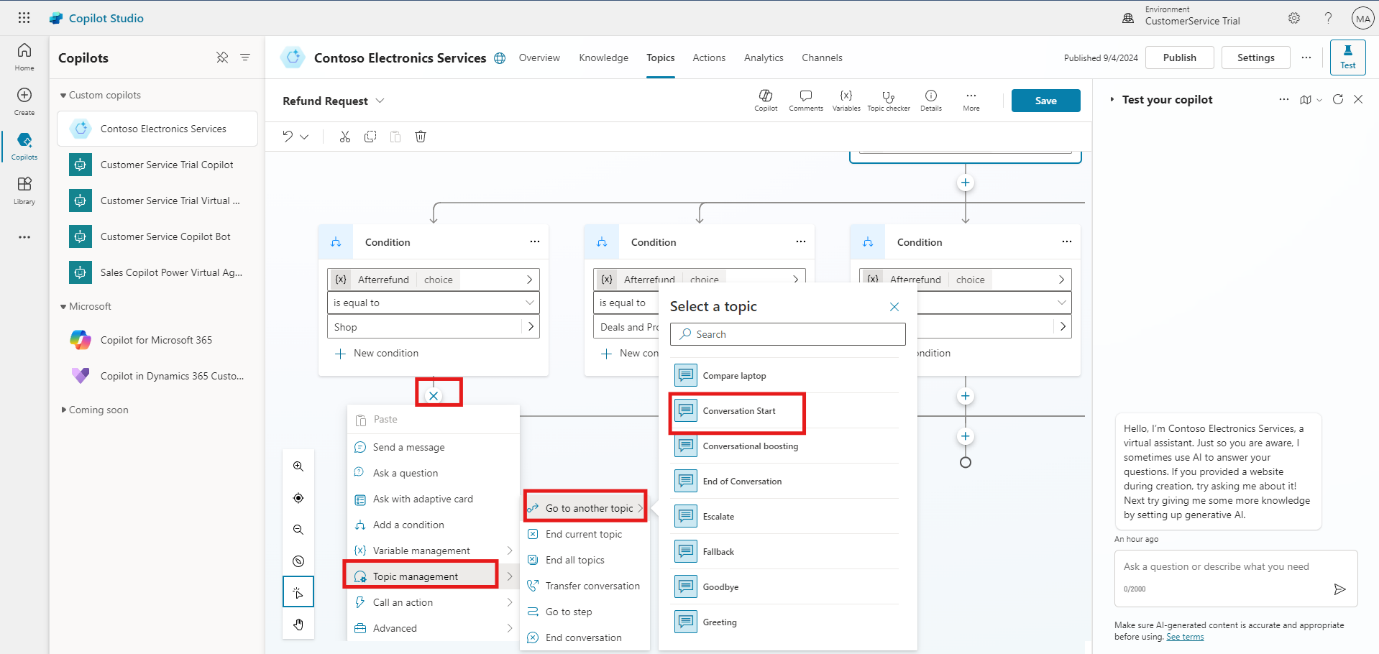 Copilot Studio
Environment
CustomerService Trial
MA
Home
Create
Copilots
Library
Copilots
Custom copilots
Contoso Electronics Services
Customer Service Trial Copilot
Customer Service Trial Virtual ...
Customer Service Copilot Bot
Sales Copilot Power Virtual Ag...
Microsoft
Copilot for Microsoft 365
Copilot in Dynamics 365 Custo...
Coming soon
Contoso Electronics Services
Overview
Knowledge
Topics
Actions
Analytics
Channels
Published 9/4/2024
Publish
Settings
Test
Refund Request
Copilot
Comments
{x}
Variables
Topic checker
Details
More
Save
Condition
{x} Afterrefund choice
is equal to
Shop
New condition
Condition
{x} Afterrefund choice
is equal to
Deals and Pro
New con
Condition
{x} Afterrefund choice
ondition
Paste
Send a message
Ask a question
Ask with adaptive card
Add a condition
{x} Variable management
Topic management
Call an action
Advanced
Go to another topic
End current topic
End all topics
Transfer conversation
Go to step
End conversation
Select a topic
Search
Compare laptop
Conversation Start
Conversational boosting
End of Conversation
Escalate
Fallback
Goodbye
Greeting
Test your copilot
Hello, I'm Contoso Electronics Services, a
virtual assistant. Just so you are aware, I
sometimes use AI to answer your
questions. If you provided a website
during creation, try asking me about it!
Next try giving me some more knowledge
by setting up generative AI.
An hour ago
Ask a question or describe what you need
0/2000
Make sure AI-generated content is accurate and appropriate
before using. See terms